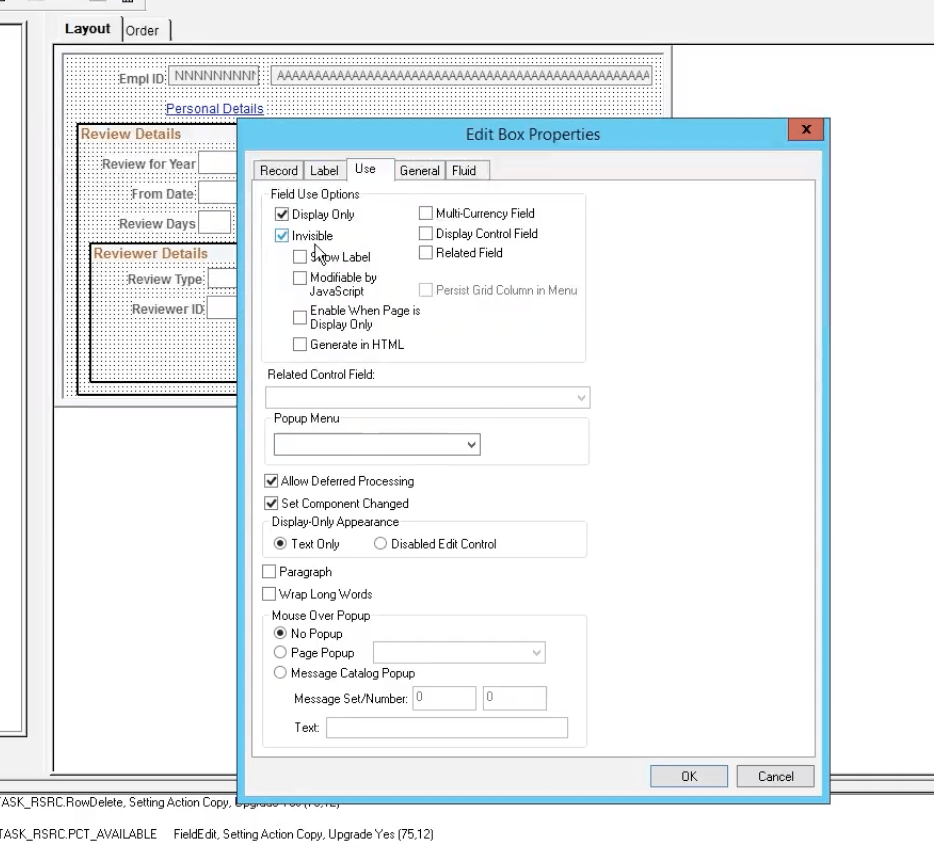 Layout Order
Empl ID: NNNNNNNNN AAAAAAAAAAAAAAAAAAAAAAAAAAAAAAAAAAAAAAAAAAAAAAAAAA
Personal Details
Review Details
Review for Year
From Date:
Review Days
Reviewer Details
Review Type:
Reviewer ID:
Edit Box Properties
x
Record Label Use General Fluid
Field Use Options
Display Only
Multi-Currency Field
Invisible
Display Control Field
Show Label
Related Field
Modifiable by
JavaScript
Persist Grid Column in Menu
Enable When Page is
Display Only
Generate in HTML
Related Control Field:
Popup Menu
Allow Deferred Processing
Set Component Changed
Display-Only Appearance
Text Only
Disabled Edit Control
Paragraph
Wrap Long Words
Mouse Over Popup
No Popup
Page Popup
Message Catalog Popup
Message Set/Number: 0 0
Text:
OK Cancel
TASK_RSRC.RowDelete, Setting Action Copy, Upgrade Yes (75,12)
TASK_RSRC.PCT_AVAILABLE FieldEdit, Setting Action Copy, Upgrade Yes (75,12)